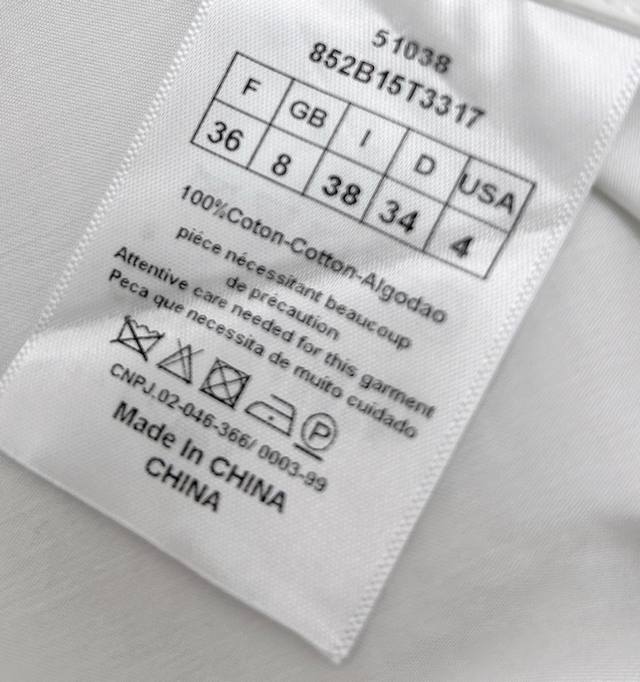 51038
852B15T3317
F GB I D USA
36 8 38 34 4
100%Coton-Cotton-Algodao
piéce nécessitant beaucoup
de précaution
Attentive care needed for this garment
Peca que necessita de muito cuidado
P
CNPJ.02-046-366/ 0003-99
Made In CHINA
CHINA